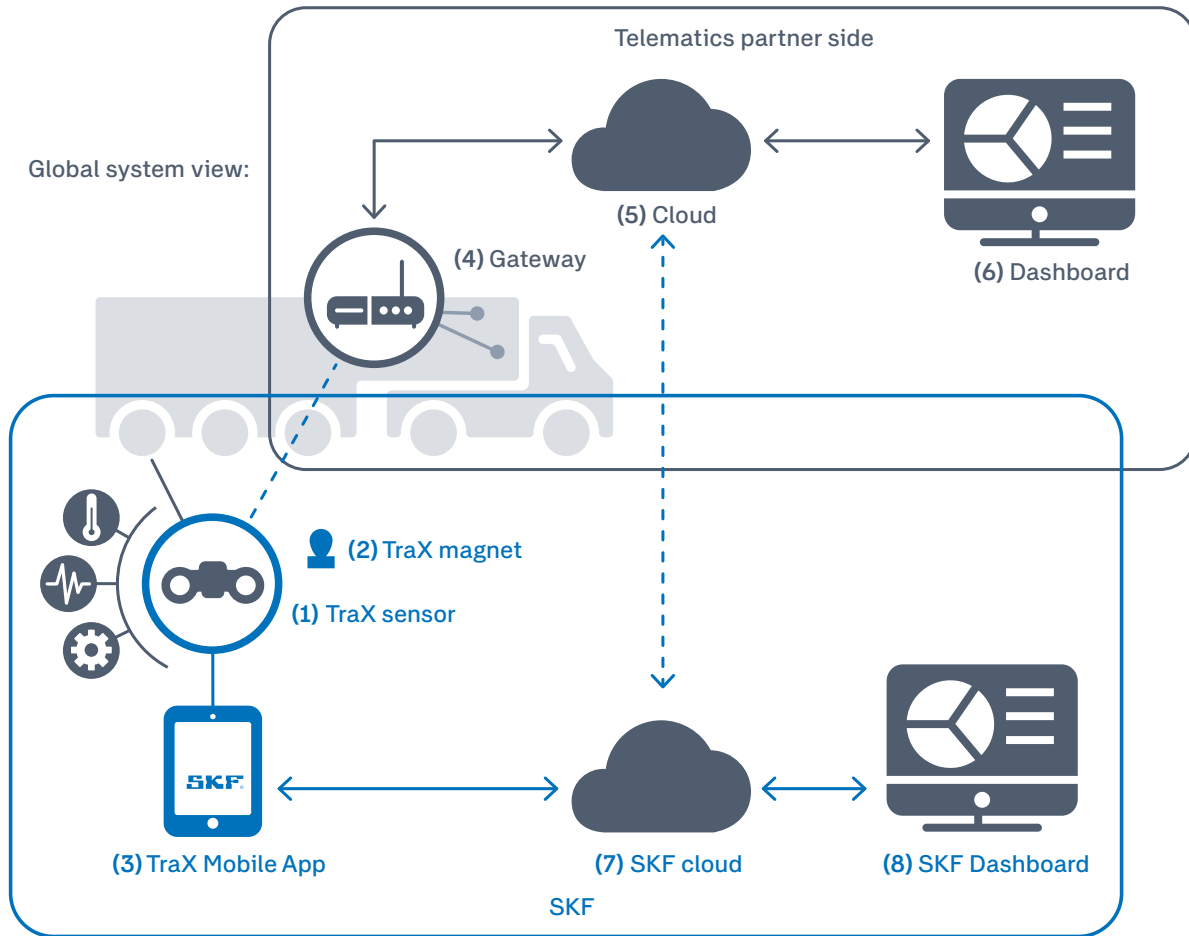 Telematics partner side
Global system view:
(5) Cloud
(4) Gateway
(6) Dashboard
(2) TraX magnet
(1) TraX sensor
SKF®
(3) TraX Mobile App
(7) SKF cloud
(8) SKF Dashboard
SKF